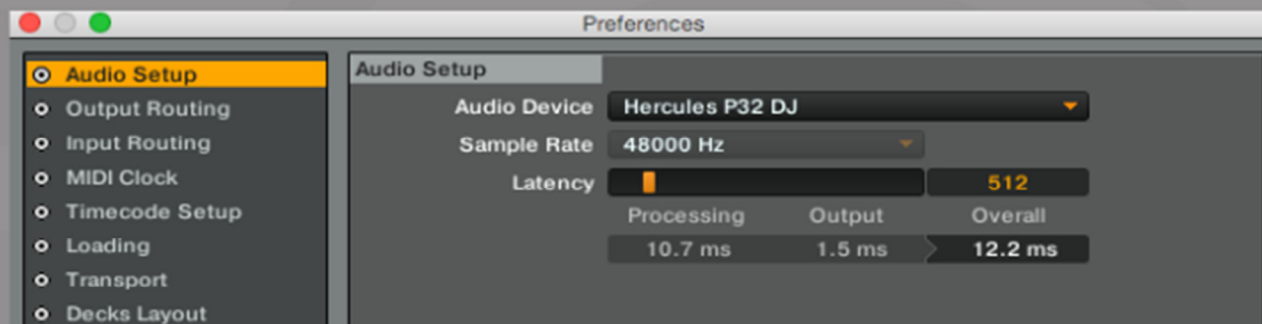 Preferences
Audio Setup
Output Routing
Input Routing
MIDI Clock
Timecode Setup
Loading
Transport
Decks Layout
Audio Setup
Audio Device Hercules P32 DJ
Sample Rate 48000 Hz
Latency 512
Processing Output Overall
10.7 ms 1.5 ms 12.2 ms